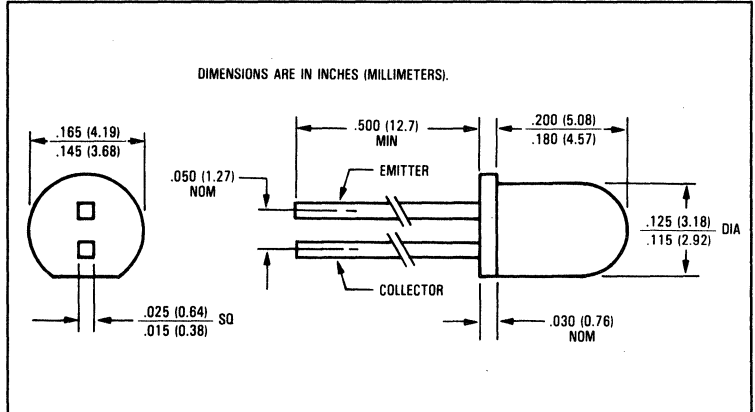 DIMENSIONS ARE IN INCHES (MILLIMETERS).
.165 (4.19)
.145 (3.68)
.500 (12.7)
MIN
.200 (5.08)
.180 (4.57)
.050 (1.27)
NOM
EMITTER
.125 (3.18)
.115 (2.92)
DIA
COLLECTOR
.025 (0.64)
.015 (0.38)
SQ
.030 (0.76)
NOM